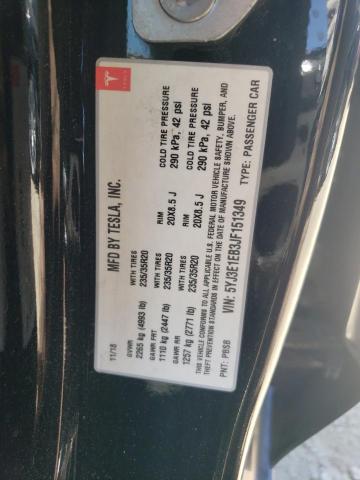 MFD BY TESLA, INC.
11/18
GVWR
2265 kg (4993 lb)
WITH TIRES
235/35R20
RIM
20X8.5 J
COLD TIRE PRESSURE
290 kPa, 42 psi
GAWR FRT
1110 kg (2447 lb)
WITH TIRES
235/35R20
RIM
20X8.5 J
COLD TIRE PRESSURE
290 kPa, 42 psi
GAWR RR
1257 kg (2771 lb)
THIS VEHICLE CONFORMS TO ALL APPLICABLE U.S. FEDERAL MOTOR VEHICLE SAFETY, BUMPER, AND
THEFT PREVENTION STANDARDS IN EFFECT ON THE DATE OF MANUFACTURE SHOWN ABOVE.
VIN: 5YJ3E1EB3JF151349
TYPE: PASSENGER CAR
PNT: PBSB